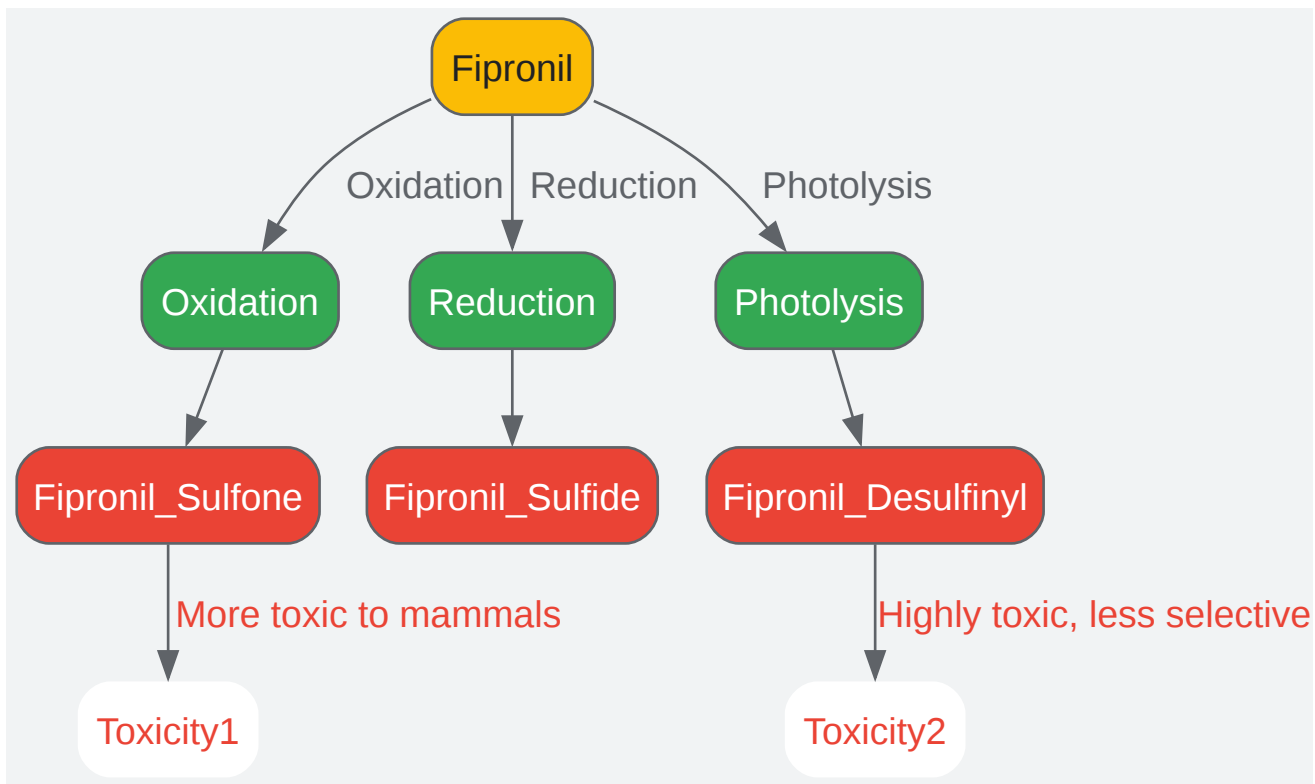 Fipronil
Oxidation
Reduction
Photolysis
Oxidation
Reduction
Photolysis
Fipronil_Sulfone
Fipronil_Sulfide
Fipronil_Desulfinyl
More toxic to mammals
Highly toxic, less selective
Toxicity1
Toxicity2